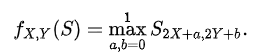 f_{X,Y}(S) = \max_{a,b=0}^{1} S_{2X+a,2Y+b}.